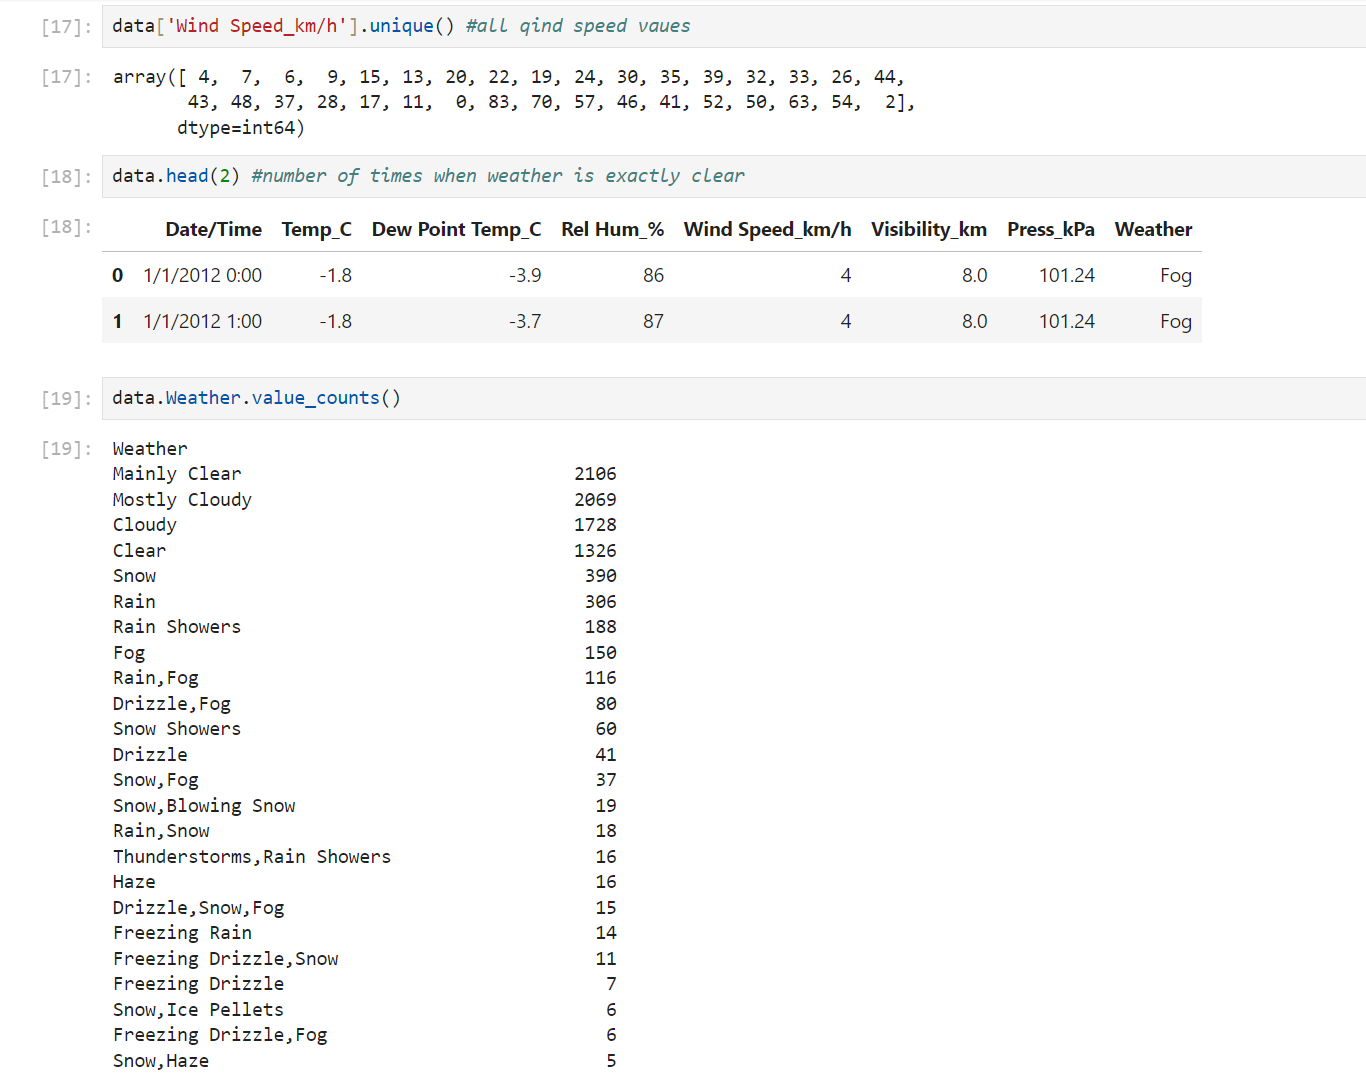 [17]: data['Wind Speed_km/h'].unique() #all qind speed vaues
[17]: array([ 4,  7,  6,  9, 15, 13, 20, 22, 19, 24, 30, 35, 39, 32, 33, 26, 44,
43, 48, 37, 28, 17, 11,  0, 83, 70, 57, 46, 41, 52, 50, 63, 54,  2],
dtype=int64)
[18]: data.head(2) #number of times when weather is exactly clear
[18]: Date/Time Temp_C Dew Point Temp_C Rel Hum_% Wind Speed_km/h Visibility_km Press_kPa Weather
0 1/1/2012 0:00 -1.8 -3.9 86 4 8.0 101.24 Fog
1 1/1/2012 1:00 -1.8 -3.7 87 4 8.0 101.24 Fog
[19]: data.Weather.value_counts()
[19]: Weather
Mainly Clear 2106
Mostly Cloudy 2069
Cloudy 1728
Clear 1326
Snow 390
Rain 306
Rain Showers 188
Fog 150
Rain,Fog 116
Drizzle,Fog 80
Snow Showers 60
Drizzle 41
Snow,Fog 37
Snow,Blowing Snow 19
Rain,Snow 18
Thunderstorms,Rain Showers 16
Haze 16
Drizzle,Snow,Fog 15
Freezing Rain 14
Freezing Drizzle,Snow 11
Freezing Drizzle 7
Snow,Ice Pellets 6
Freezing Drizzle,Fog 6
Snow,Haze 5